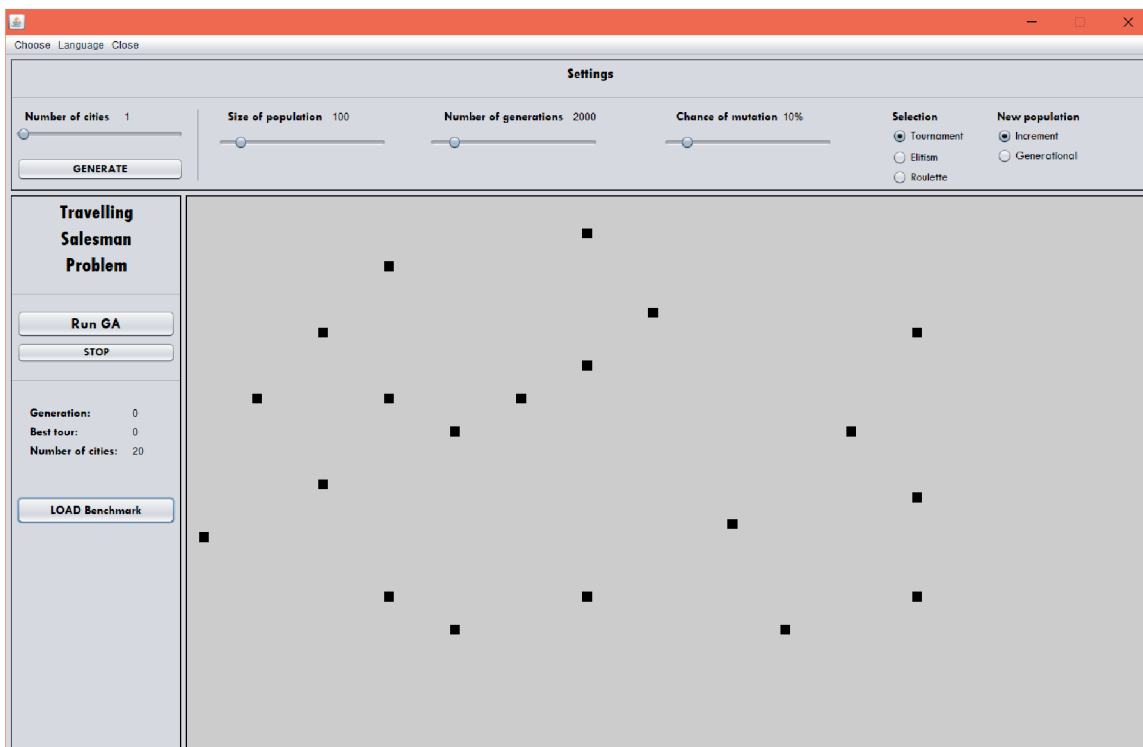 Choose Language Close
Settings
Number of cities 1
Size of population 100
Number of generations 2000
Chance of mutation 10%
Selection
New population
Tournament
Increment
Elitism
Generational
Roulette
GENERATE
Travelling
Salesman
Problem
Run GA
STOP
Generation: 0
Best tour: 0
Number of cities: 20
LOAD Benchmark